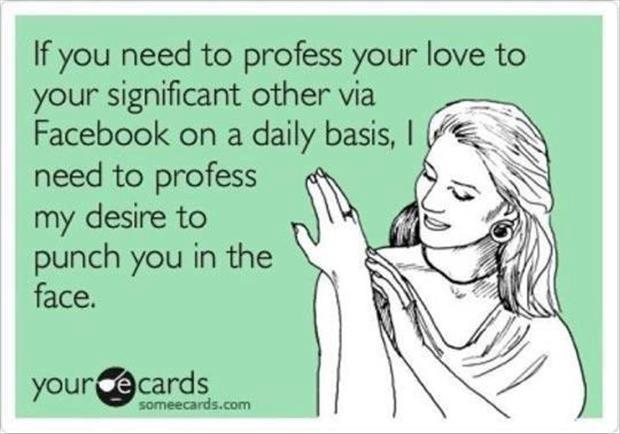 If you need to profess your love to
your significant other via
Facebook on a daily basis, I
need to profess
my desire to
punch you in the
face.
your e cards
someecards.com